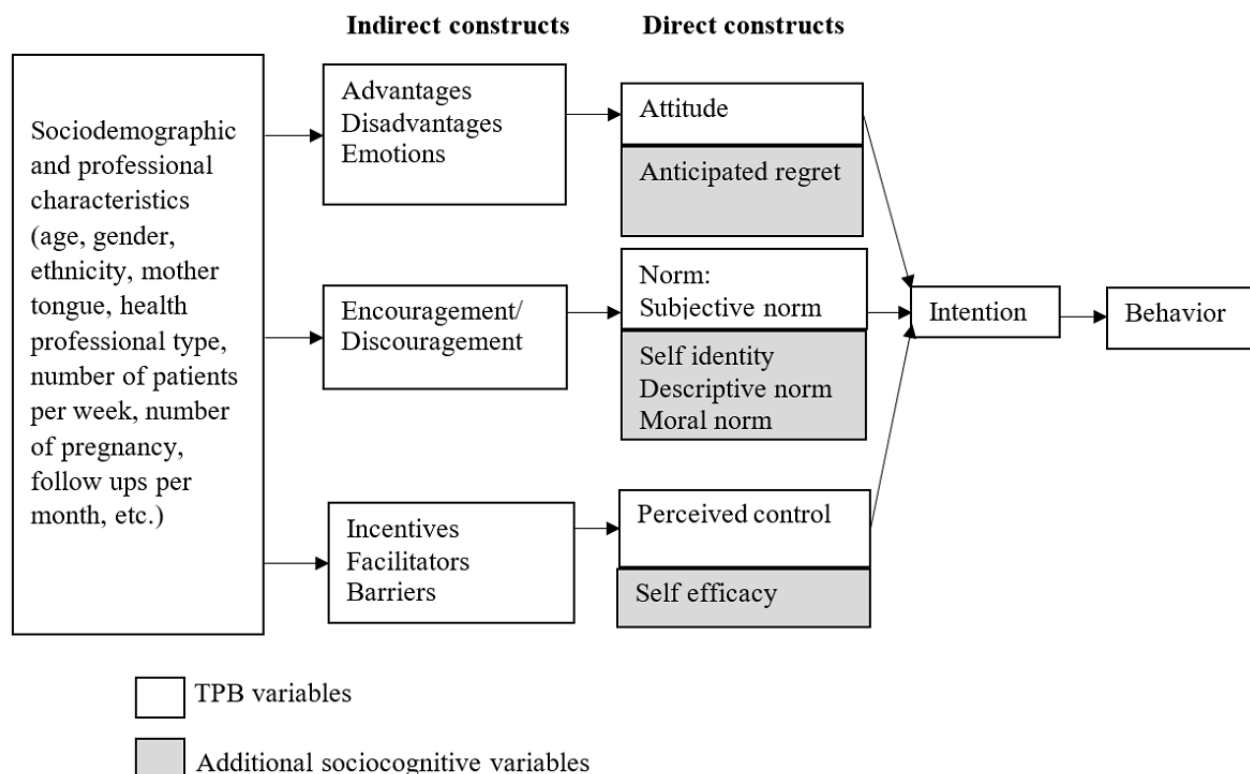 Indirect constructs
Direct constructs
Sociodemographic
and professional
characteristics
(age, gender,
ethnicity, mother
tongue, health
professional type,
number of patients
per week, number
of pregnancy,
follow ups per
month, etc.)
Advantages
Disadvantages
Emotions
Attitude
Anticipated regret
Encouragement/
Discouragement
Norm:
Subjective norm
Self identity
Descriptive norm
Moral norm
Intention
Behavior
Incentives
Facilitators
Barriers
Perceived control
Self efficacy
TPB variables
Additional sociocognitive variables